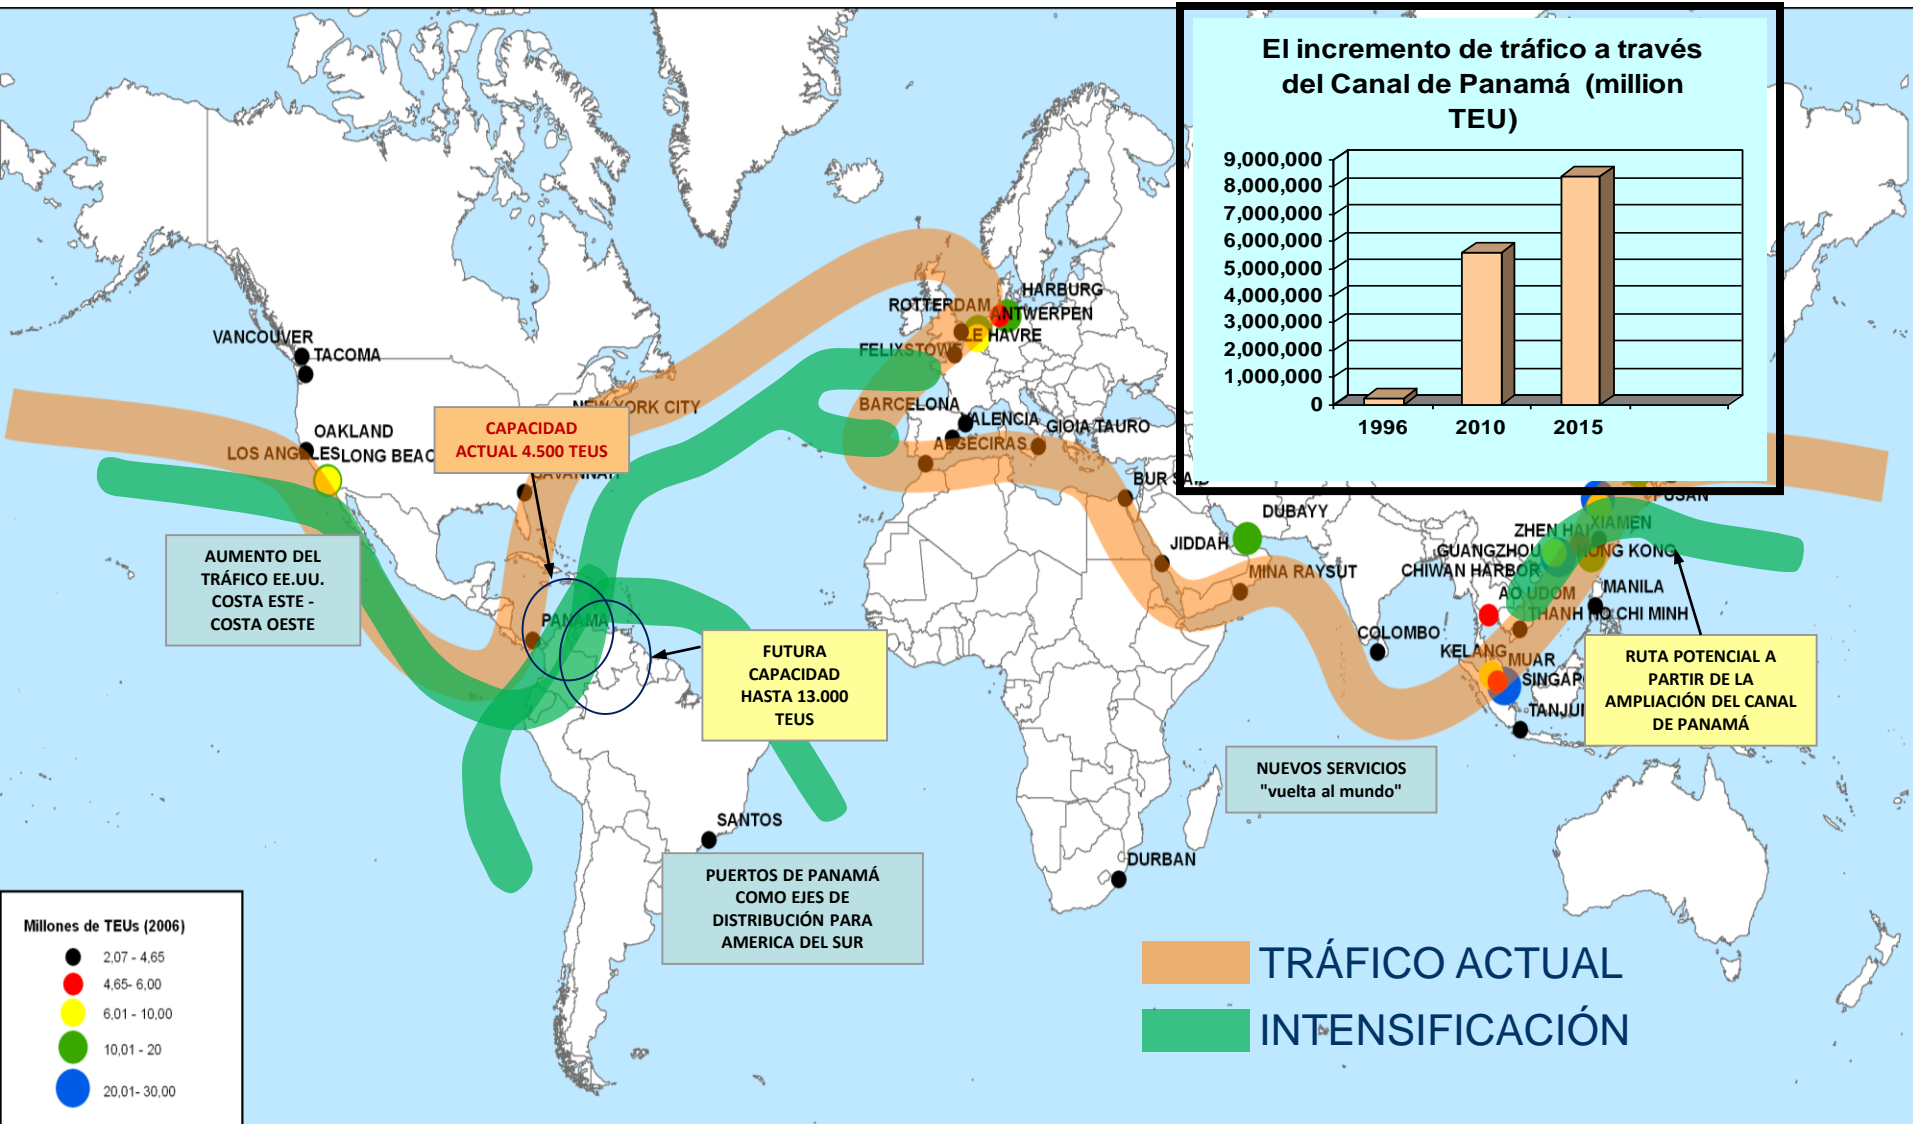 El incremento de tráfico a través
del Canal de Panamá (million
TEU)
9,000,000
8,000,000
7,000,000
6,000,000
5,000,000
4,000,000
3,000,000
2,000,000
1,000,000
0
1996
2010
2015
HARBURG
ROTTERDAM
ANTWERPEN
LE HAVRE
FELIXSTOWE
VANCOUVER
TACOMA
NEW YORK CITY
BARCELONA
VALENCIA
GIOIA TAURO
ALGECIRAS
OAKLAND
LOS ANGELES
LONG BEAC
SAVANNAH
CAPACIDAD
ACTUAL 4.500 TEUS
BUR SAID
PUSAN
DUBAYY
JIDDAH
MINA RAYSUT
ZHEN HAI
XIAMEN
GUANGZHOU
HONG KONG
CHIWAN HARBOR
AO UDOM
MANILA
THANH HO CHI MINH
COLOMBO
KELANG
MUAR
SINGAP
TANJU
PANAMA
AUMENTO DEL
TRÁFICO EE.UU.
COSTA ESTE -
COSTA OESTE
FUTURA
CAPACIDAD
HASTA 13.000
TEUS
RUTA POTENCIAL A
PARTIR DE LA
AMPLIACIÓN DEL CANAL
DE PANAMÁ
NUEVOS SERVICIOS
"vuelta al mundo"
SANTOS
DURBAN
PUERTOS DE PANAMÁ
COMO EJES DE
DISTRIBUCIÓN PARA
AMERICA DEL SUR
Millones de TEUs (2006)
2,07 - 4,65
4,65- 6,00
6,01 - 10,00
10,01 - 20
20,01- 30,00
TRÁFICO ACTUAL
INTENSIFICACIÓN